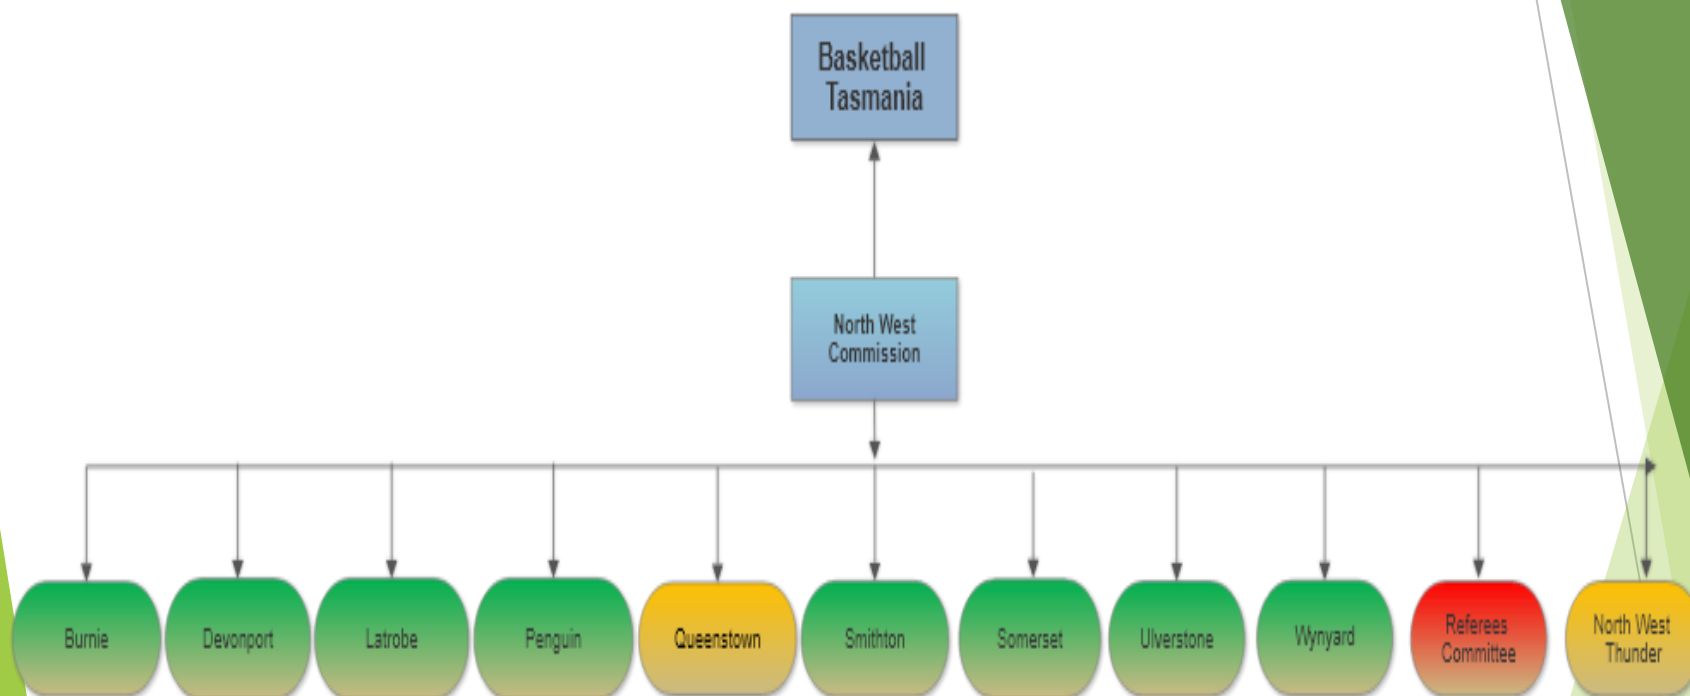 Basketball
Tasmania
North West
Commission
Burnie
Devonport
Latrobe
Penguin
Queenstown
Smithton
Somerset
Ulverstone
Wynyard
Referees
Committee
North West
Thunder